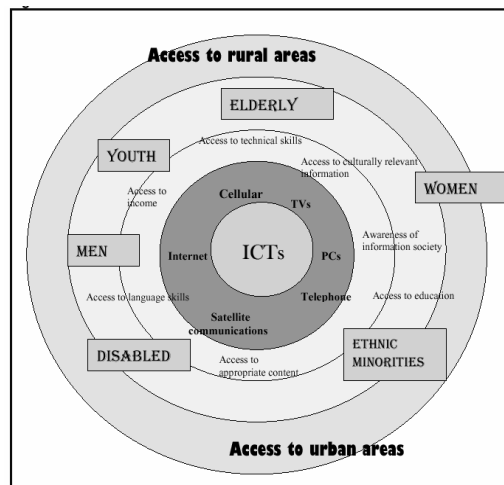 Access to rural areas
ELDERLY
Access to technical skills
YOUTH
Access to culturally relevant
information
WOMEN
Access to
income
Cellular
TVs
Awareness of
information society
MEN
Internet
ICTs
PCs
Access to language skills
Telephone
Access to education
Satellite
communications
DISABLED
Access to
appropriate content
ETHNIC
MINORITIES
Access to urban areas